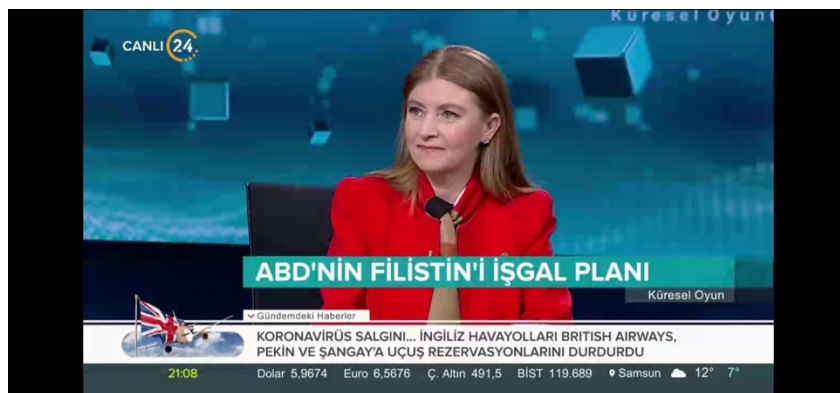 Küresel Oyun
CANLI 24
ABD'NİN FİLİSTİN'İ İŞGAL PLANI
Küresel Oyun
Gündemdeki Haberler
KORONAVİRÜS SALGINI... İNGİLİZ HAVAYOLLARI BRITISH AIRWAYS,
PEKİN VE ŞANGAY'A UÇUŞ REZERVASYONLARINI DURDURDU
21:08 Dolar 5,9674 Euro 6,5676 Ç. Altın 491,5 BİST 119.689 Samsun 12° 7°